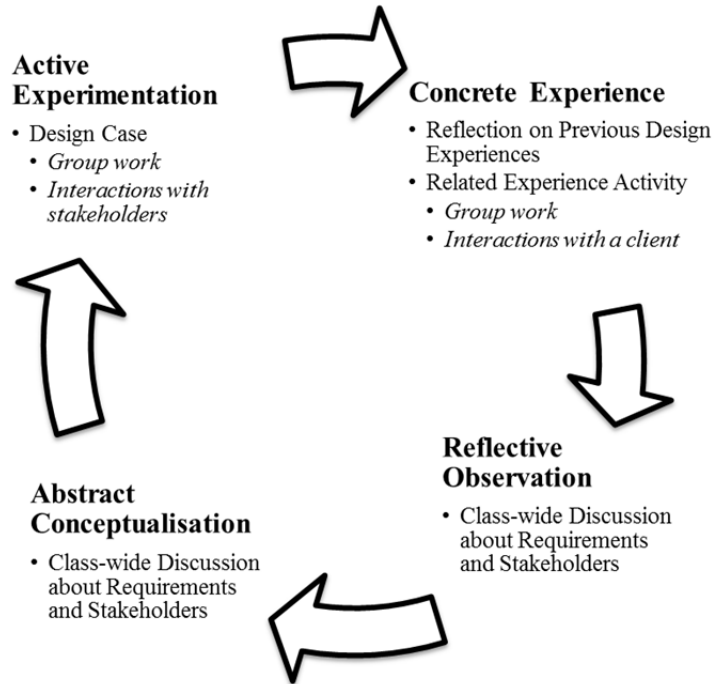 Active
Experimentation
• Design Case
• Group work
• Interactions with
stakeholders
Concrete Experience
• Reflection on Previous Design
Experiences
• Related Experience Activity
• Group work
• Interactions with a client
Reflective
Observation
• Class-wide Discussion
about Requirements
and Stakeholders
Abstract
Conceptualisation
• Class-wide Discussion
about Requirements
and Stakeholders